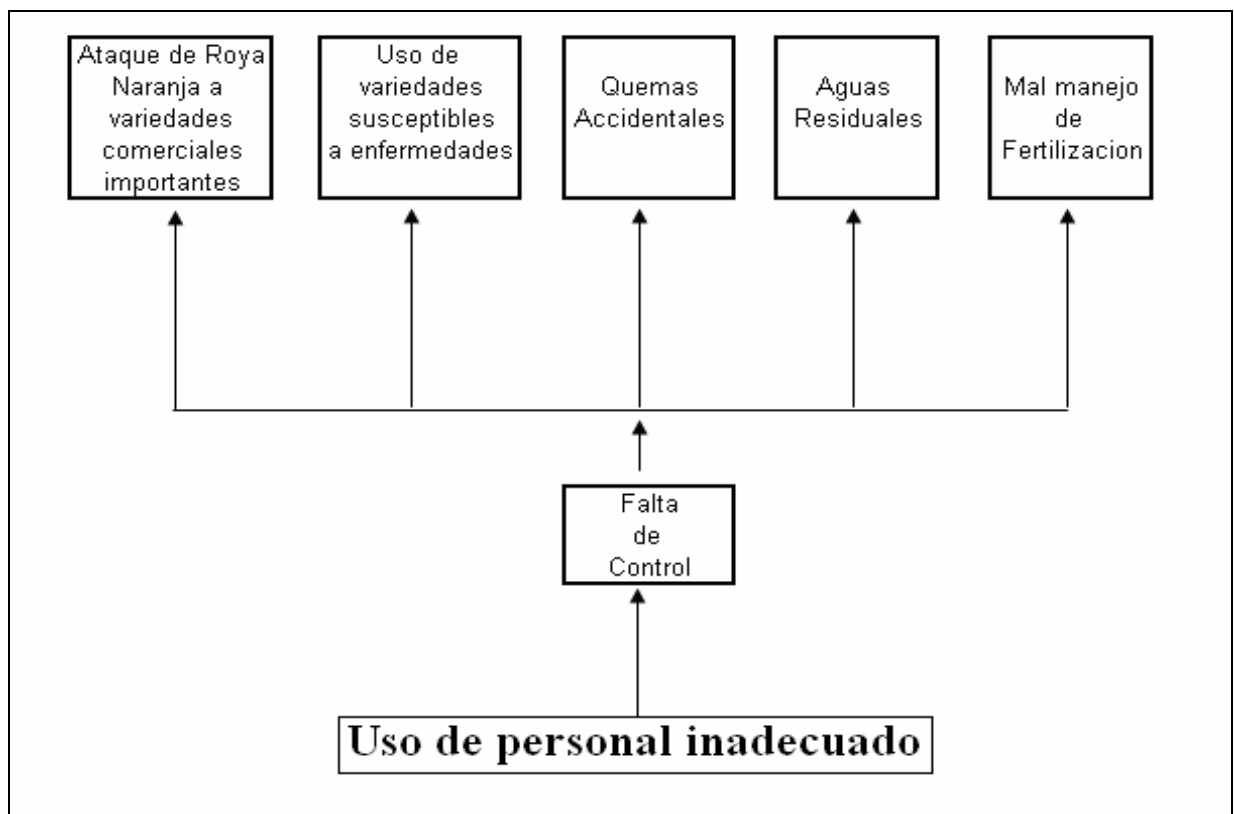 Ataque de Roya
Naranja a
variedades
comerciales
importantes
Uso de
variedades
susceptibles
a enfermedades
Quemas
Accidentales
Aguas
Residuales
Mal manejo
de
Fertilizacion
Falta
de
Control
Uso de personal inadecuado